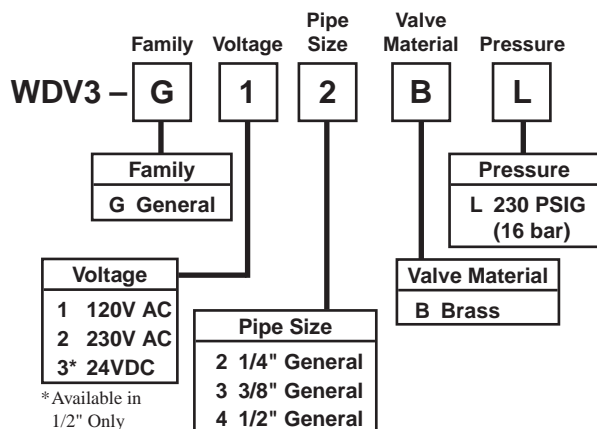 Family Voltage Pipe Size Valve Material Pressure
WDV3 – G 1 2 B L
Family
G General
Pressure
L 230 PSIG
(16 bar)
Voltage
1 120V AC
2 230V AC
3* 24VDC
*Available in
1/2" Only
Pipe Size
2 1/4" General
3 3/8" General
4 1/2" General
Valve Material
B Brass